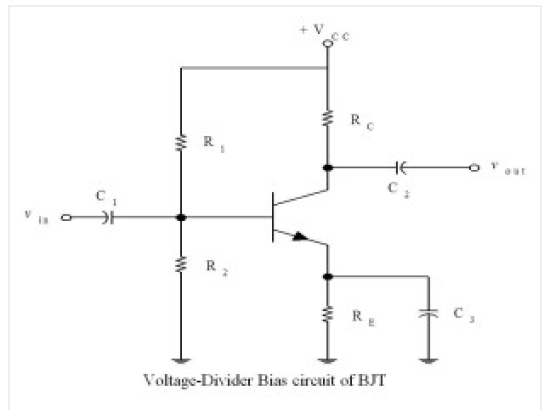 + V CC
R C
R 1
C 2
v out
C 1
v in
R 2
R E
C 3
Voltage-Divider Bias circuit of BJT